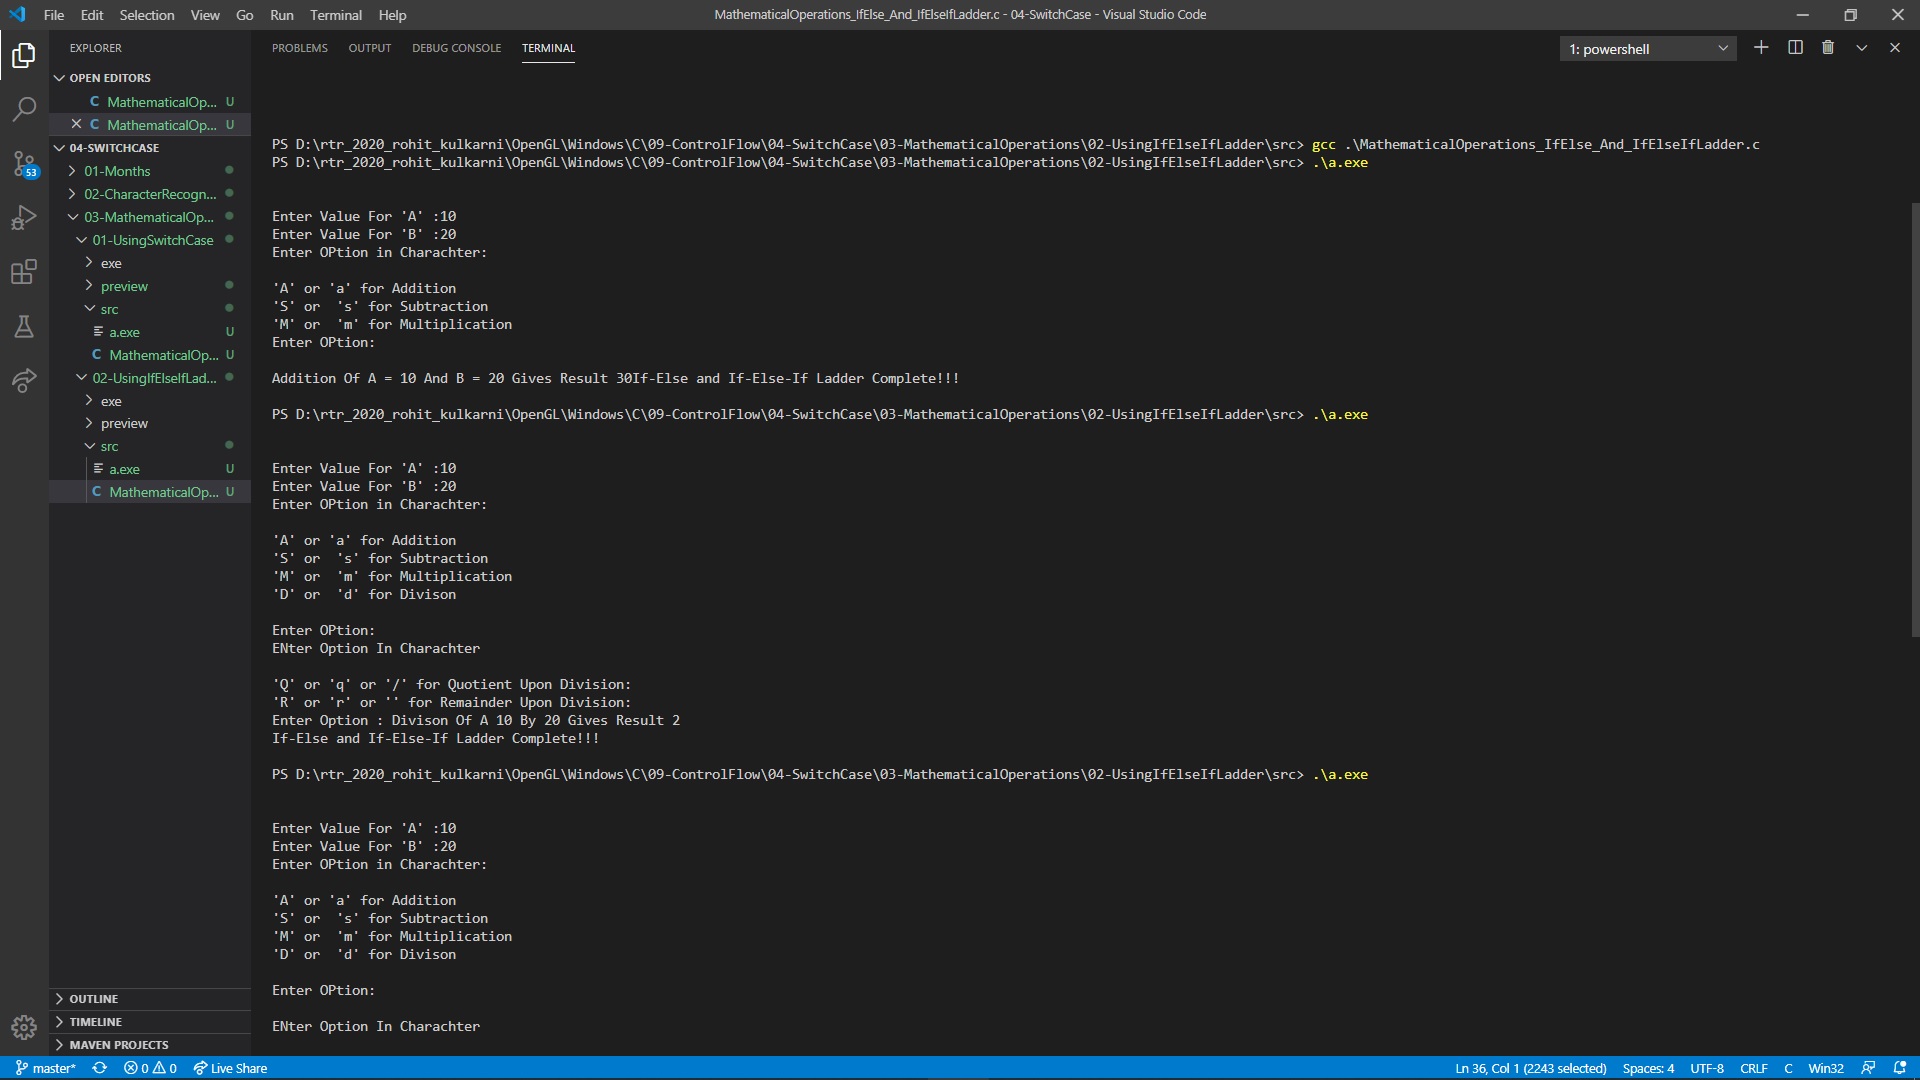 File Edit Selection View Go Run Terminal Help
MathematicalOperations_IfElse_And_IfElseIfLadder.c - 04-SwitchCase - Visual Studio Code
EXPLORER
OPEN EDITORS
C MathematicalOp... U
C MathematicalOp... U
04-SWITCHCASE
01-Months
02-CharacterRecogn...
03-MathematicalOp...
01-UsingSwitchCase
exe
preview
src
a.exe U
C MathematicalOp... U
02-UsingIfElseIfLad...
exe
preview
src
a.exe U
C MathematicalOp... U
OUTLINE
TIMELINE
MAVEN PROJECTS
53
PROBLEMS OUTPUT DEBUG CONSOLE TERMINAL
1: powershell
PS D:\rtr_2020_rohit_kulkarni\OpenGL\Windows\C\09-ControlFlow\04-SwitchCase\03-MathematicalOperations\02-UsingIfElseIfLadder\src> gcc .\MathematicalOperations_IfElse_And_IfElseIfLadder.c
PS D:\rtr_2020_rohit_kulkarni\OpenGL\Windows\C\09-ControlFlow\04-SwitchCase\03-MathematicalOperations\02-UsingIfElseIfLadder\src> .\a.exe
Enter Value For 'A' :10
Enter Value For 'B' :20
Enter OPtion in Charachter:
'A' or 'a' for Addition
'S' or  's' for Subtraction
'M' or  'm' for Multiplication
Enter OPtion:
Addition Of A = 10 And B = 20 Gives Result 30If-Else and If-Else-If Ladder Complete!!!
PS D:\rtr_2020_rohit_kulkarni\OpenGL\Windows\C\09-ControlFlow\04-SwitchCase\03-MathematicalOperations\02-UsingIfElseIfLadder\src> .\a.exe
Enter Value For 'A' :10
Enter Value For 'B' :20
Enter OPtion in Charachter:
'A' or 'a' for Addition
'S' or  's' for Subtraction
'M' or  'm' for Multiplication
'D' or  'd' for Divison
Enter OPtion:
ENter Option In Charachter
'Q' or 'q' or '/' for Quotient Upon Division:
'R' or 'r' or '' for Remainder Upon Division:
Enter Option : Divison Of A 10 By 20 Gives Result 2
If-Else and If-Else-If Ladder Complete!!!
PS D:\rtr_2020_rohit_kulkarni\OpenGL\Windows\C\09-ControlFlow\04-SwitchCase\03-MathematicalOperations\02-UsingIfElseIfLadder\src> .\a.exe
Enter Value For 'A' :10
Enter Value For 'B' :20
Enter OPtion in Charachter:
'A' or 'a' for Addition
'S' or  's' for Subtraction
'M' or  'm' for Multiplication
'D' or  'd' for Divison
Enter OPtion:
ENter Option In Charachter
master* 0 0 Live Share Ln 36, Col 1 (2243 selected) Spaces: 4 UTF-8 CRLF C Win32